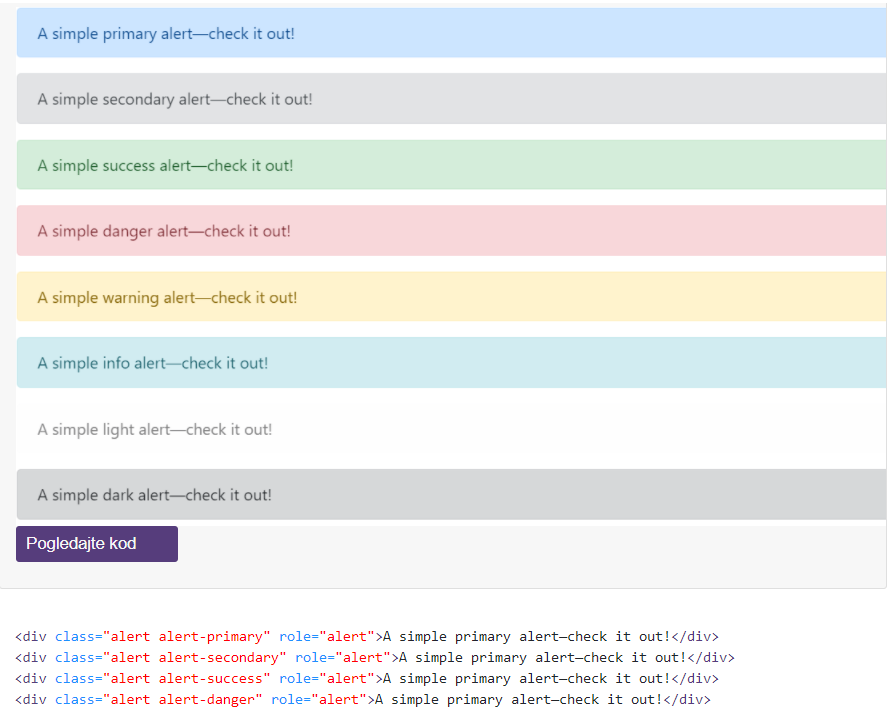 A simple primary alert—check it out!
A simple secondary alert—check it out!
A simple success alert—check it out!
A simple danger alert—check it out!
A simple warning alert—check it out!
A simple info alert—check it out!
A simple light alert—check it out!
A simple dark alert—check it out!
Pogledajte kod
<div class="alert alert-primary" role="alert">A simple primary alert—check it out!</div>
<div class="alert alert-secondary" role="alert">A simple primary alert—check it out!</div>
<div class="alert alert-success" role="alert">A simple primary alert—check it out!</div>
<div class="alert alert-danger" role="alert">A simple primary alert—check it out!</div>